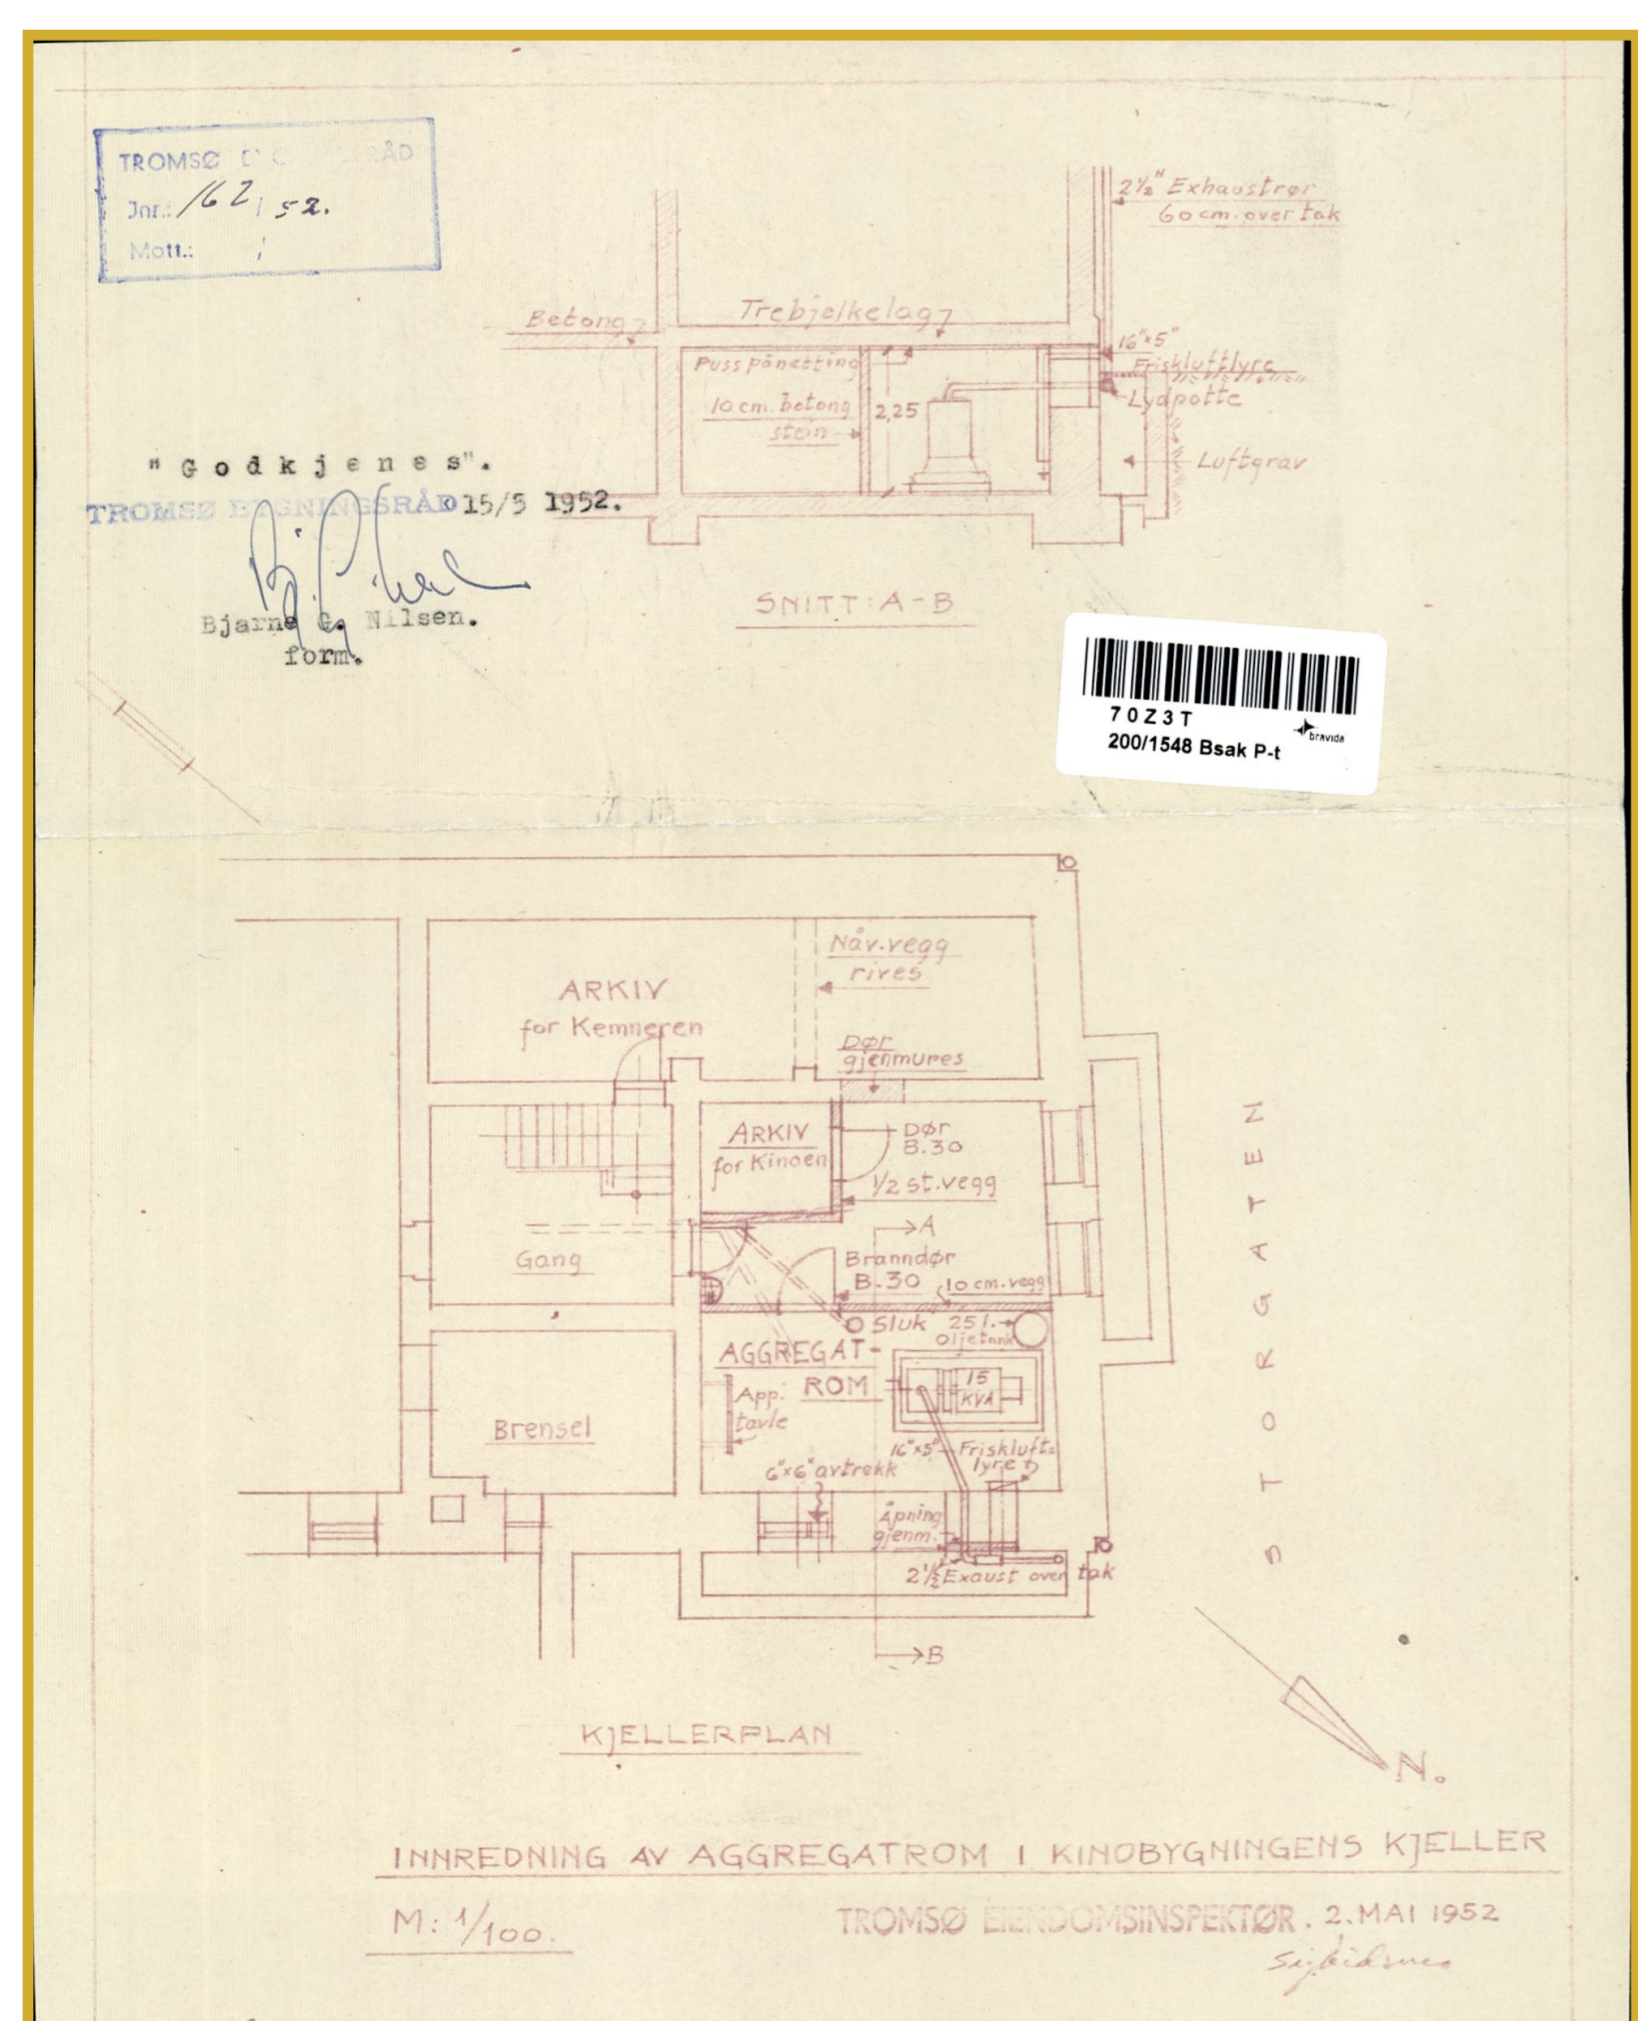 TROMSØ
Jnr.: 162/52.
Mott.:
2½" Exhaustrør
60 cm. over tak
Betong
Trebjelkelag
16"x5"
Friskluftlyre
Lydpotte
Puss på netting
10 cm. betong
stein
2,25
Luftgrav
"Godkjenes".
TROMSØ BYGNINGSRÅD 15/5 1952.
Bjarne G. Nilsen.
form.
SNITT: A-B
70Z3T
bravida
200/1548 Bsak P-t
ARKIV
for Kemneren
Nåv. vegg
rives
Dør
gjenmures
ARKIV
for Kinoen
Dør
B.30
1/2 st. vegg
A
Gang
Branndør
B.30
10 cm. vegg
Sluk
25 l.
oljetank
AGGREGAT-
ROM
15
KVA
App.
tavle
Brensel
16"x5"
Friskluft=
lyre
6"x6" avtrekk
Åpning
gjenm.
2½" Exaust over tak
B
STORGATEN
KJELLERPLAN
N.
INNREDNING AV AGGREGATROM I KINOBYGNINGENS KJELLER
M: 1/100.
TROMSØ EIENDOMSINSPEKTØR. 2. MAI 1952